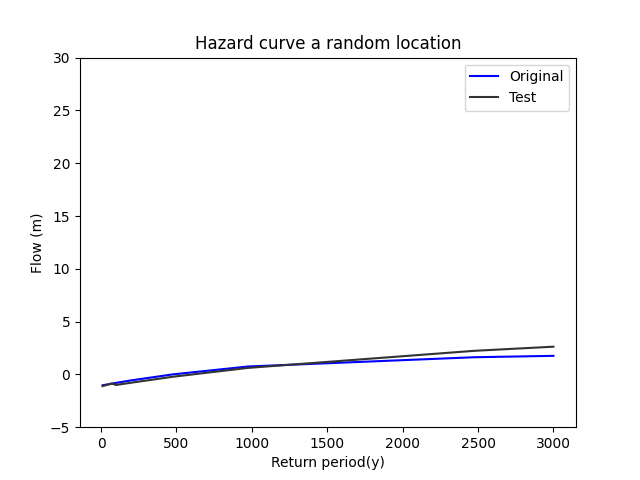 Hazard curve a random location
Original
Test
30
25
20
15
10
5
0
−5
Flow (m)
0 500 1000 1500 2000 2500 3000
Return period(y)